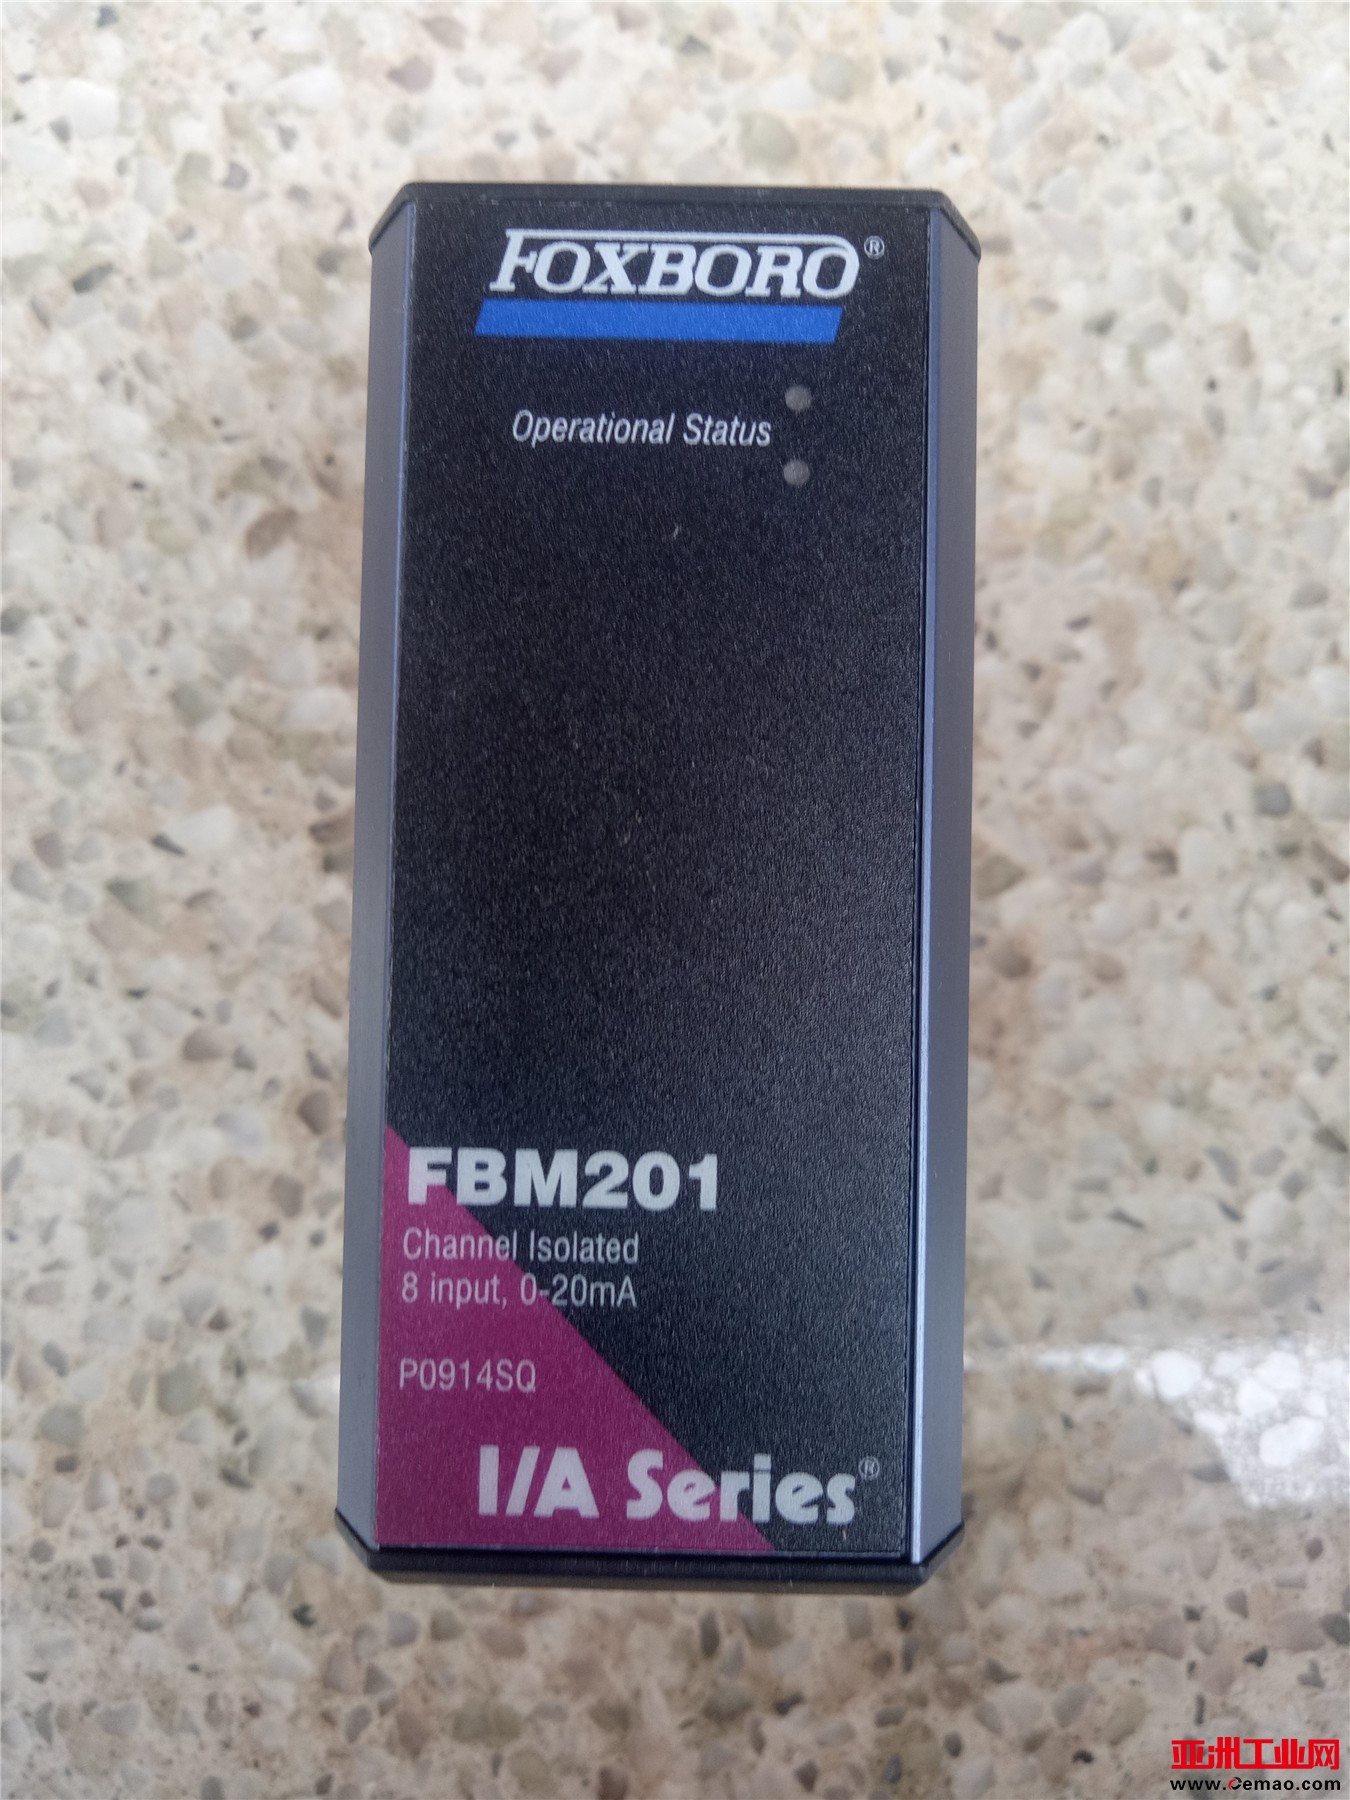 FOXBORO®
Operational Status
FBM201
Channel Isolated
8 input, 0-20mA
P0914SQ
I/A Series®
亚洲工业网
www.Cemao.com